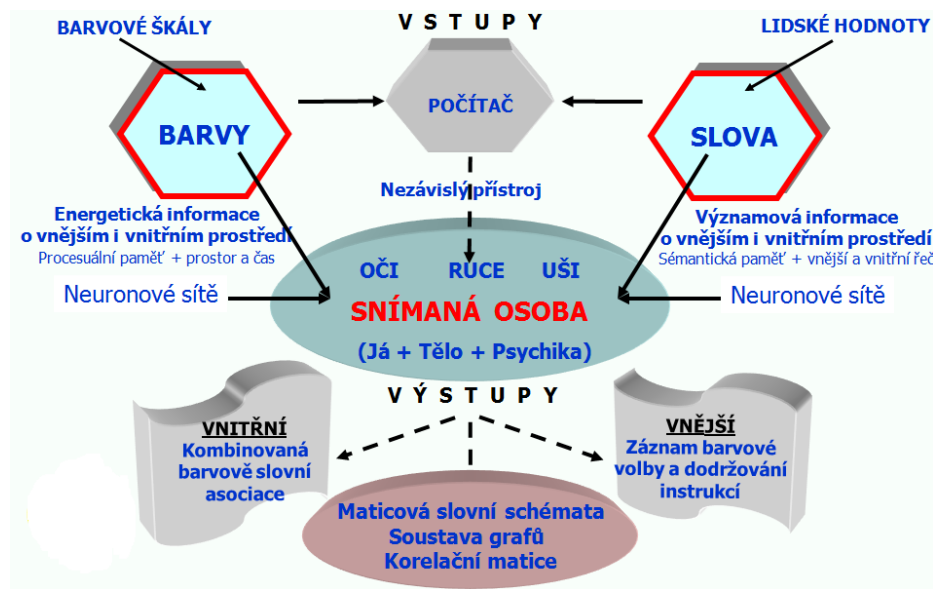 VSTUPY
BARVOVÉ ŠKÁLY
LIDSKÉ HODNOTY
POČÍTAČ
BARVY
SLOVA
Nezávislý přístroj
Energetická informace
o vnějším i vnitřním prostředí
Procesuální paměť + prostor a čas
Významová informace
o vnějším i vnitřním prostředí
Sémantická paměť + vnější a vnitřní řeč
OČI RUCE UŠI
Neuronové sítě
Neuronové sítě
SNÍMANÁ OSOBA
(Já + Tělo + Psychika)
VÝSTUPY
VNITŘNÍ
Kombinovaná
barvově slovní
asociace
VNĚJŠÍ
Záznam barvové
volby a dodržování
instrukcí
Maticová slovní schémata
Soustava grafů
Korelační matice